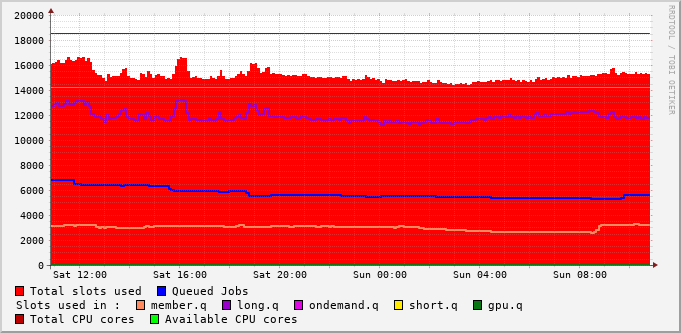 20000
18000
16000
14000
12000
10000
8000
6000
4000
2000
0
Sat 12:00 Sat 16:00 Sat 20:00 Sun 00:00 Sun 04:00 Sun 08:00
Total slots used Queued Jobs
Slots used in : member.q long.q ondemand.q short.q gpu.q
Total CPU cores Available CPU cores
RRDTOOL / TOBI OETIKER